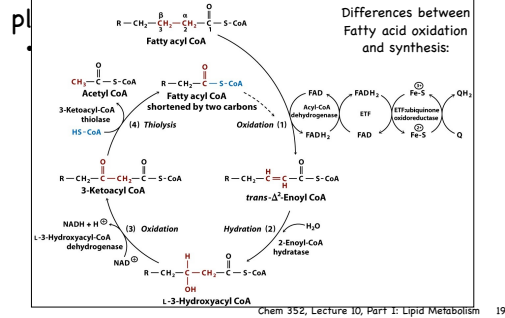 pl
•
Differences between
Fatty acid oxidation
and synthesis:
β α O
R—CH₂—CH₂—CH₂—C—S-CoA
3 2 1
Fatty acyl CoA
O
CH₃—C—S-CoA
Acetyl CoA
O
R—CH₂—C—S-CoA
Fatty acyl CoA
shortened by two carbons
3-Ketoacyl CoA
thiolase
HS-CoA
(4) Thiolysis
Oxidation (1)
FAD
Acyl-CoA
dehydrogenase
FADH₂
FADH₂
ETF
FAD
3+
Fe-S
ETF:ubiquinone
oxidoreductase
2+
Fe-S
QH₂
Q
O O
R—CH₂—C—CH₂—C—S-CoA
3-Ketoacyl CoA
H O
R—CH₂—C=C—C—S-CoA
H
trans-Δ²-Enoyl CoA
NADH + H⊕
(3) Oxidation
L-3-Hydroxyacyl-CoA
dehydrogenase
NAD⊕
Hydration (2)
H₂O
2-Enoyl-CoA
hydratase
H O
R—CH₂—C—CH₂—C—S-CoA
OH
L-3-Hydroxyacyl CoA
Chem 352, Lecture 10, Part 1: Lipid Metabolism 19